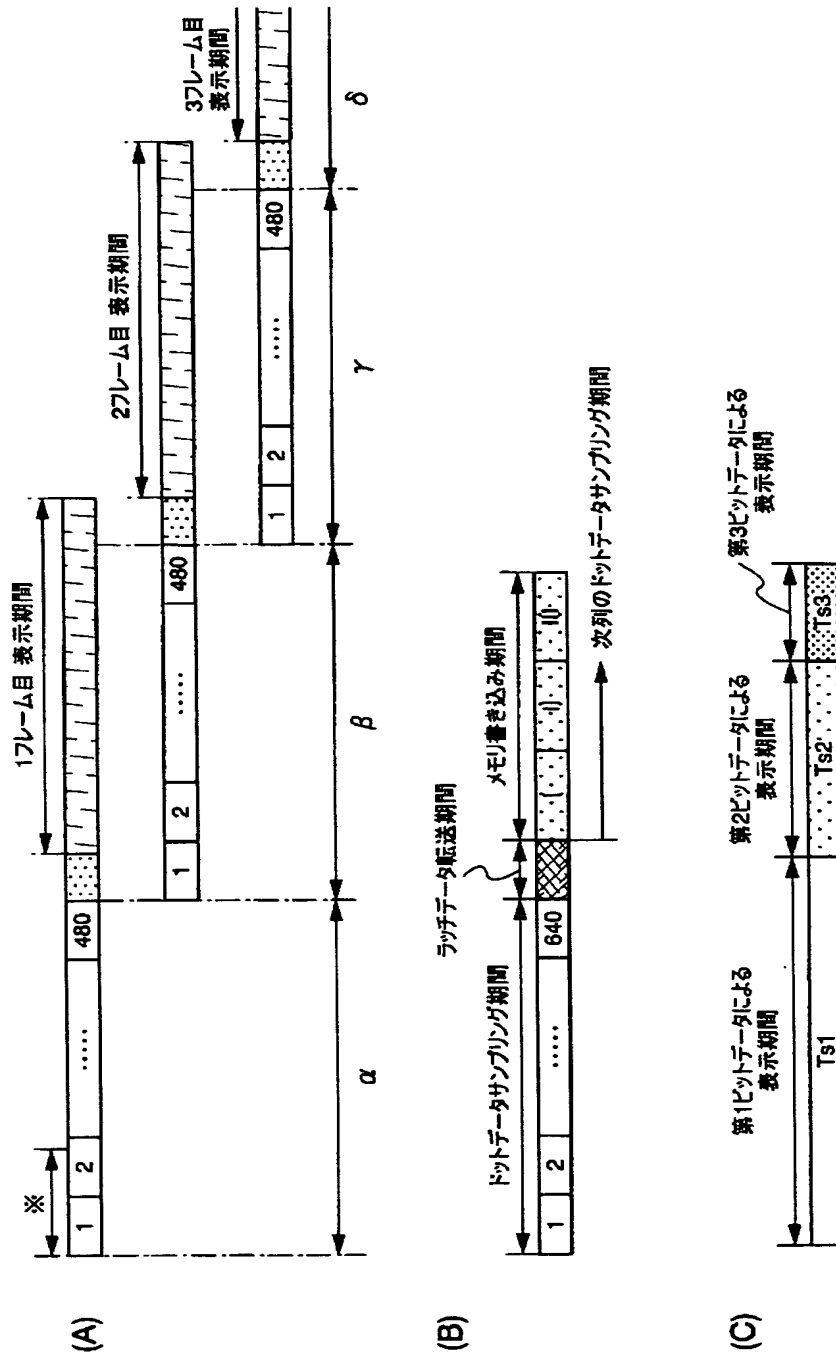 (A)
※
1フレーム目 表示期間
1
2
.....
480
2フレーム目 表示期間
1
2
.....
480
3フレーム目
表示期間
1
2
.....
480
α
β
γ
δ
(B)
ドットデータサンプリング期間
ラッチデータ転送期間
メモリ書き込み期間
1
2
.....
640
次列のドットデータサンプリング期間
(C)
第1ビットデータによる
表示期間
第2ビットデータによる
表示期間
第3ビットデータによる
表示期間
Ts1
Ts2
Ts3